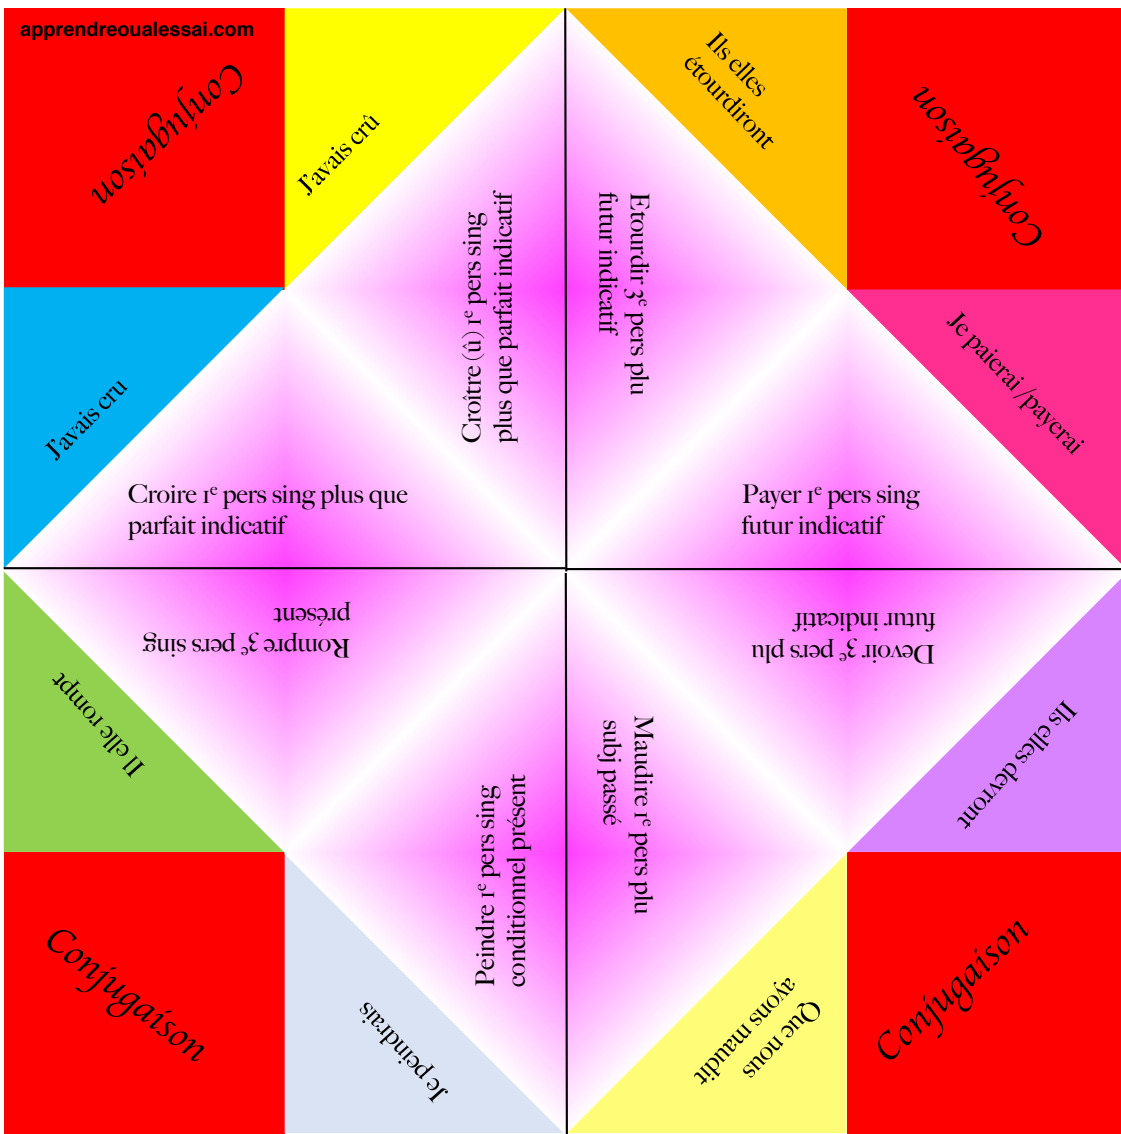 apprendreoualessai.com
Conjugaison
J'avais crû
Ils elles
étourdiront
Conjugaison
J'avais cru
Croître (û) 1e pers sing
plus que parfait indicatif
Etourdir 3e pers plu
futur indicatif
Je paierai /payerai
Croire 1e pers sing plus que
parfait indicatif
Payer 1e pers sing
futur indicatif
Rompre 3e pers sing
présent
Devoir 3e pers plu
futur indicatif
Il elle rompt
Peindre 1e pers sing
conditionnel présent
Maudire 1e pers plu
subj passé
Ils elles devront
Conjugaison
Je peindrais
Que nous
ayons maudit
Conjugaison